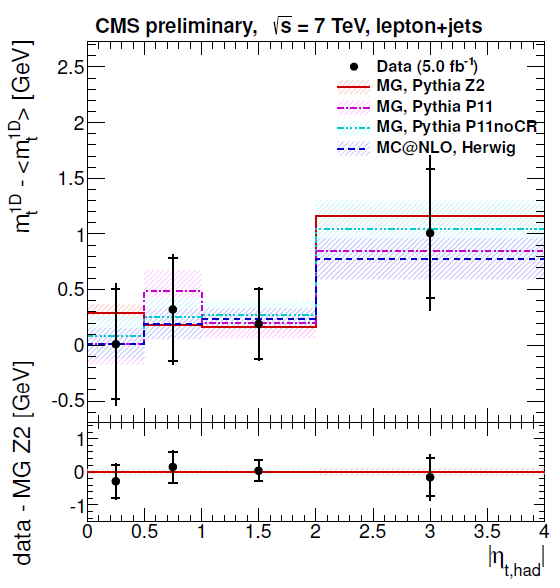 CMS preliminary, √s = 7 TeV, lepton+jets
m_t^1D - <m_t^1D> [GeV]
2.5
2
1.5
1
0.5
0
-0.5
Data (5.0 fb⁻¹)
MG, Pythia Z2
MG, Pythia P11
MG, Pythia P11noCR
MC@NLO, Herwig
data - MG Z2 [GeV]
1
0
-1
0 0.5 1 1.5 2 2.5 3 3.5 4
|η_t,had|